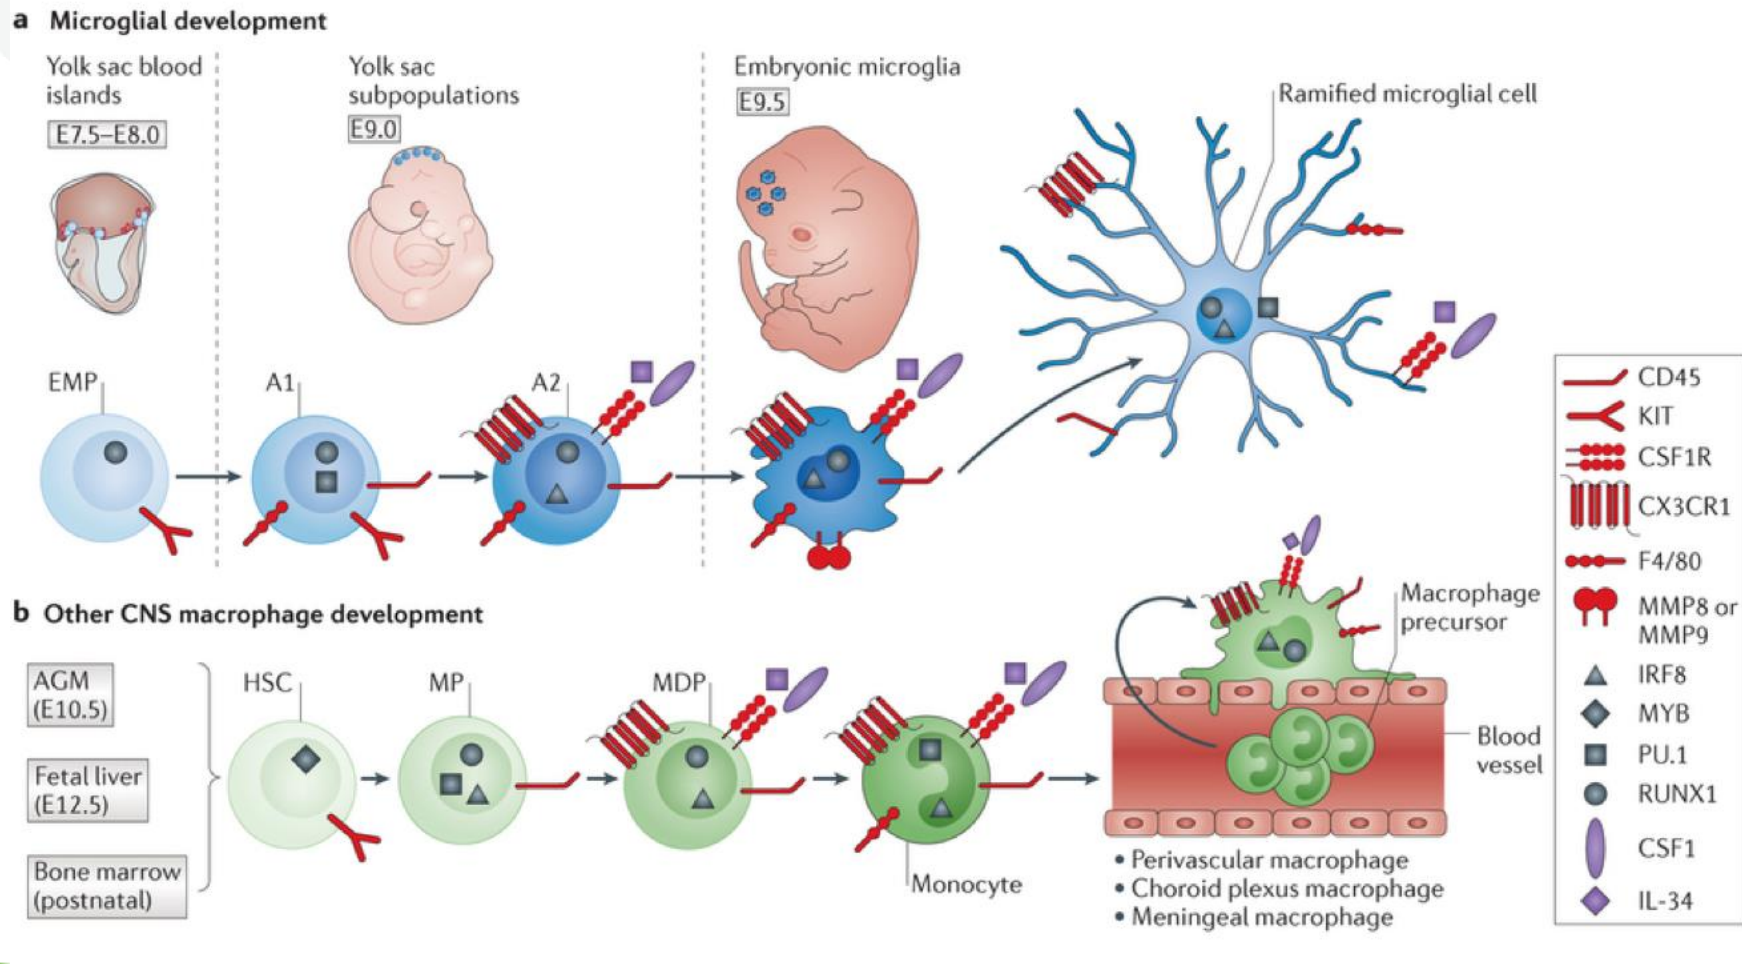 a Microglial development
Yolk sac blood
islands
E7.5–E8.0
Yolk sac
subpopulations
E9.0
Embryonic microglia
E9.5
Ramified microglial cell
EMP
A1
A2
b Other CNS macrophage development
AGM
(E10.5)
Fetal liver
(E12.5)
Bone marrow
(postnatal)
HSC
MP
MDP
Monocyte
Macrophage
precursor
Blood
vessel
• Perivascular macrophage
• Choroid plexus macrophage
• Meningeal macrophage
CD45
KIT
CSF1R
CX3CR1
F4/80
MMP8 or
MMP9
IRF8
MYB
PU.1
RUNX1
CSF1
IL-34